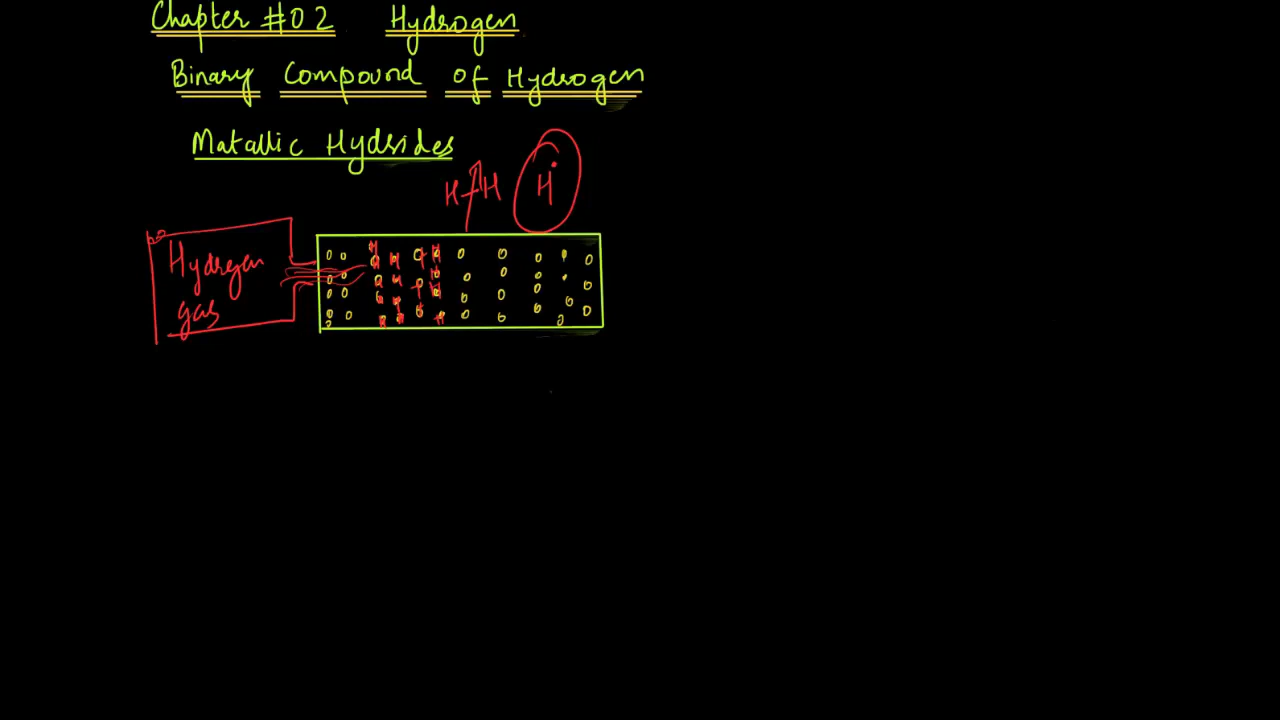 Chapter #02 Hydrogen
Binary Compound of Hydrogen
Matallic Hydrides
H H H
Hydrogen
gas